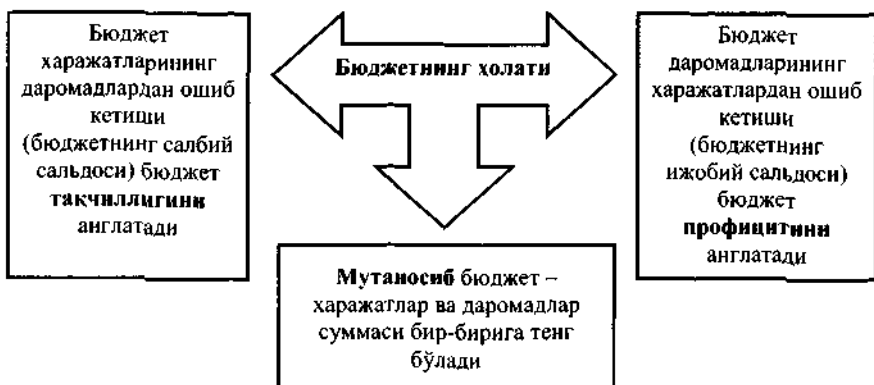 Бюджет
харажатларининг
даромадлардан ошиб
кетиши
(бюджетнинг салбий
сальдоси) бюджет
тақчиллигини
англатади
Бюджетнинг ҳолати
Бюджет
даромадларининг
харажатлардан ошиб
кетиши
(бюджетнинг
ижобий сальдоси)
бюджет
профицитини
англатади
Мутаносиб бюджет –
харажатлар ва даромадлар
суммаси бир-бирига тенг
бўлади